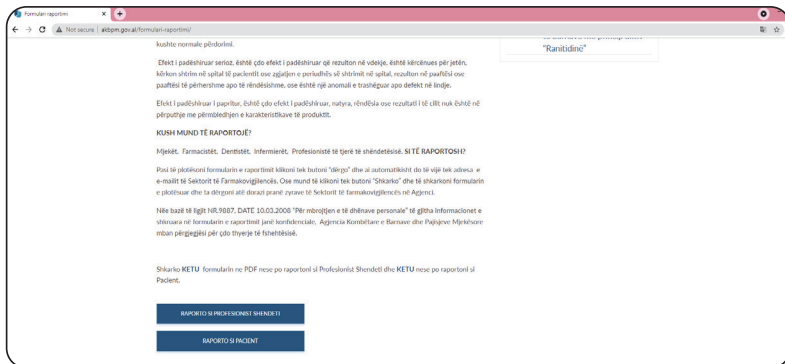 Formulari raportimi
Not secure | akbpm.gov.al/formulari-raportimi/
kushte normale përdorimi.
"Ranitidinë"
Efekt i padëshiruar serioz, është çdo efekt i padëshiruar që rezulton në vdekje, është kërcënues për jetën,
kërkon shtrim në spital të pacientit ose zgjatjen e periudhës së shtrimit në spital, rezulton në paaftësi ose
paaftësi të përhershme apo të rëndësishme, ose është një anomali e trashëguar apo defekt në lindje.
Efekt i padëshiruar i papritur, është çdo efekt i padëshiruar, natyra, rëndësia ose rezultati i të cilit nuk është në
përputhje me përmbledhjen e karakteristikave të produktit.
KUSH MUND TË RAPORTOJË?
Mjekët, Farmacistët, Dentistët, Infermierët, Profesionistë të tjerë të shëndetësisë. SI TË RAPORTOSH?
Pasi të plotësoni formularin e raportimit klikoni tek butoni "dërgo" dhe ai automatikisht do të vijë tek adresa e
e-mailit të Sektorit të Farmakovigjilencës. Ose mund të klikoni tek butoni "Shkarko" dhe të shkarkoni formularin
e plotësuar dhe ta dërgoni atë dorazi pranë zyrave të Sektorit të farmakovigjilencës në Agjenci.
Nëe bazë të ligjit NR.9887, DATË 10.03.2008 "Për mbrojtjen e të dhënave personale" të gjitha informacionet e
shkruara në formularin e raportimit janë konfidenciale, Agjencia Kombëtare e Barnave dhe Pajisjeve Mjekësore
mban përgjegjësi për çdo thyerje të fshehtësisë.
Shkarko KETU formularin ne PDF nese po raportoni si Profesionist Shendeti dhe KETU nese po raportoni si
Pacient.
RAPORTO SI PROFESIONIST SHENDETI
RAPORTO SI PACIENT